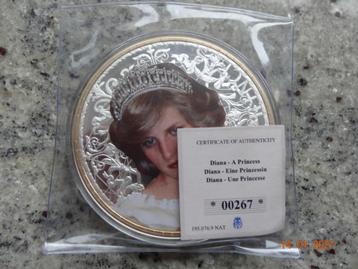 CERTIFICATE OF AUTHENTICITY
Diana - A Princess
Diana - Eine Prinzessin
Diana - Une Princesse
* 00267 *